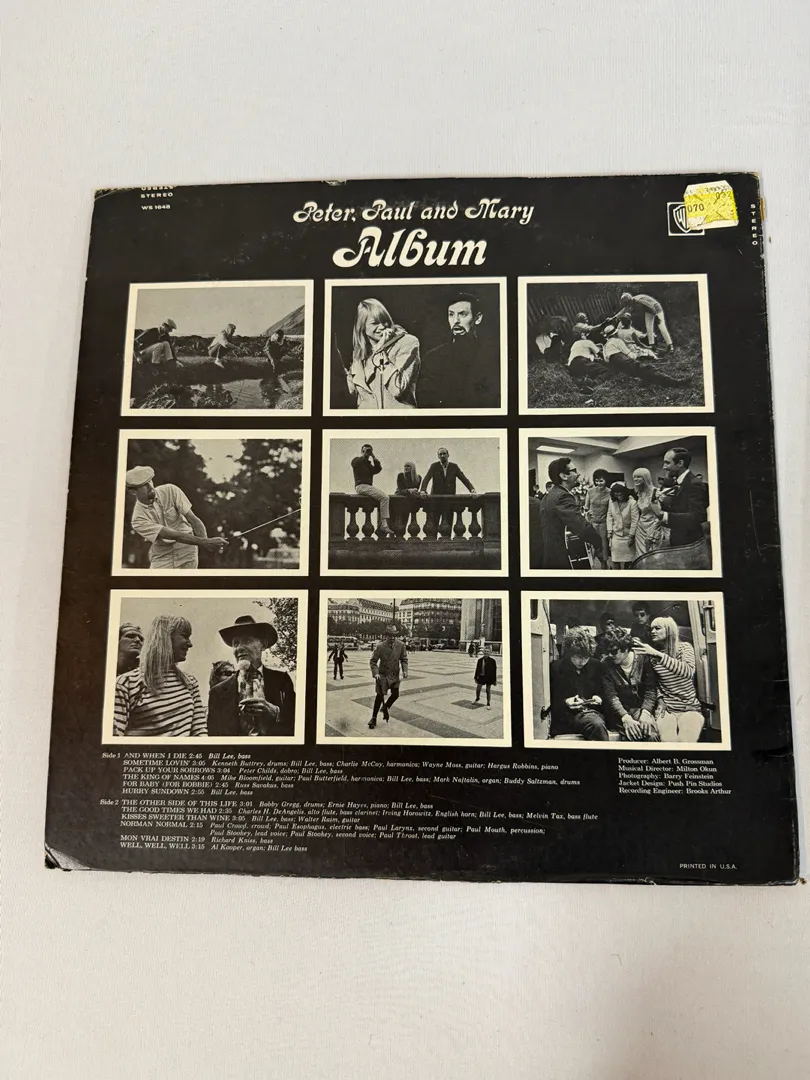 STEREO
WS 1648
Peter, Paul and Mary
Album
070
STEREO
Side 1 AND WHEN I DIE 2:45 Bill Lee, bass
SOMETIME LOVIN' 3:05 Kenneth Buttrey, drums; Bill Lee, bass; Charlie McCoy, harmonica; Wayne Moss, guitar; Hargus Robbins, piano
PACK UP YOUR SORROWS 3:04 Peter Childs, dobro; Bill Lee, bass
THE KING OF NAMES 4:05 Mike Bloomfield, guitar; Paul Butterfield, harmonica; Bill Lee, bass; Mark Naftalin, organ; Buddy Saltzman, drums
FOR BABY (FOR BOBBIE) 2:45 Russ Savakus, bass
HURRY SUNDOWN 2:55 Bill Lee, bass
Side 2 THE OTHER SIDE OF THIS LIFE 3:01 Bobby Gregg, drums; Ernie Hayes, piano; Bill Lee, bass
THE GOOD TIMES WE HAD 2:35 Charles H. DeAngelis, alto flute, bass clarinet; Irving Horowitz, English horn; Bill Lee, bass; Melvin Tax, bass flute
KISSES SWEETER THAN WINE 3:05 Bill Lee, bass; Walter Raim, guitar
NORMAN NORMAL 2:15 Paul Crowd, crowd; Paul Esophagus, electric bass; Paul Larynx, second guitar; Paul Mouth, percussion;
Paul Stookey, lead voice; Paul Stookey, Paul Throat, lead guitar
MON VRAI DESTIN 2:19 Richard Kniss, bass
WELL, WELL, WELL 3:15 Al Kooper, organ; Bill Lee bass
Producer: Albert B. Grossman
Musical Director: Milton Okun
Photography: Barry Feinstein
Jacket Design: Push Pin Studios
Recording Engineer: Brooks Arthur
PRINTED IN U.S.A.